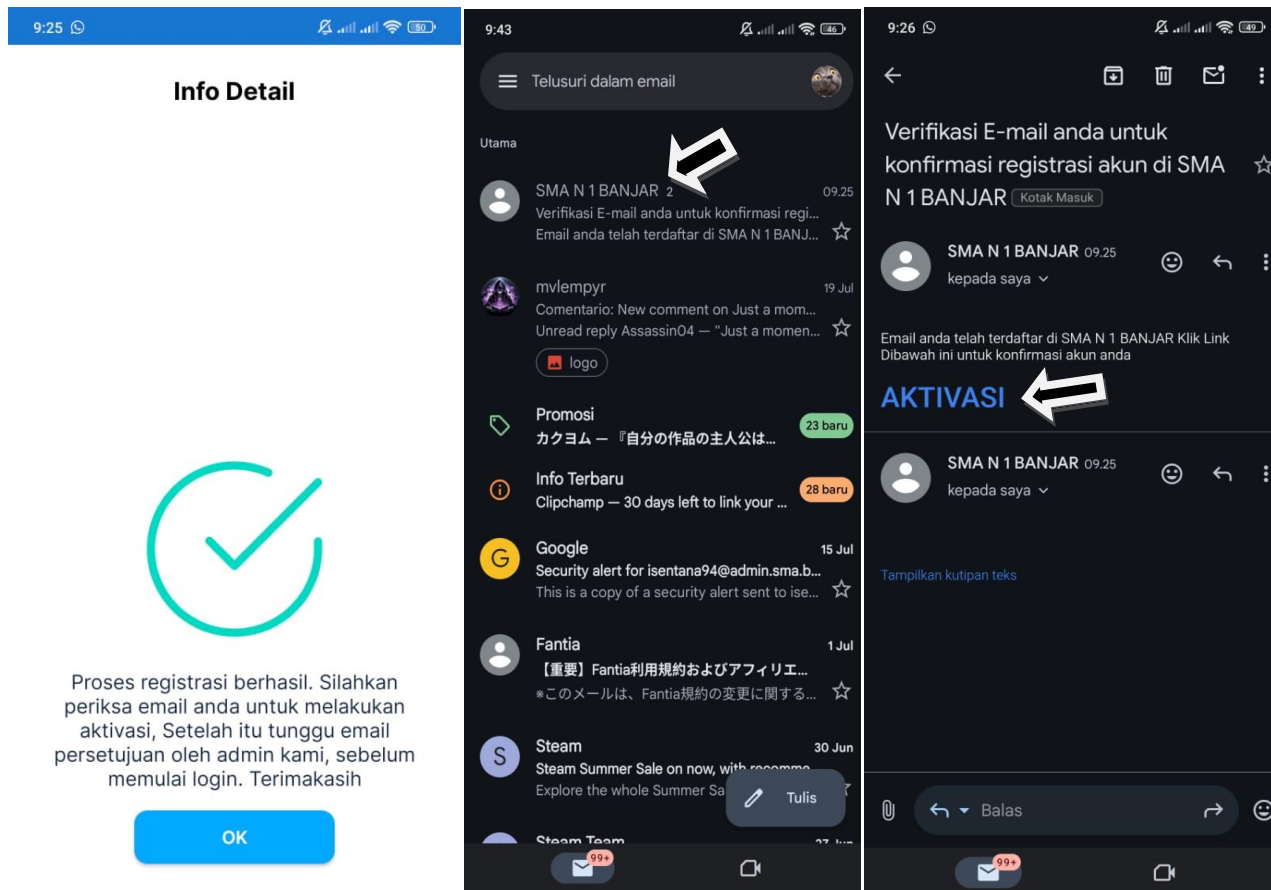 9:25
50
Info Detail
Proses registrasi berhasil. Silahkan
periksa email anda untuk melakukan
aktivasi, Setelah itu tunggu email
persetujuan oleh admin kami, sebelum
memulai login. Terimakasih
OK
9:43
46
Telusuri dalam email
Utama
SMA N 1 BANJAR 2 09.25
Verifikasi E-mail anda untuk konfirmasi regi...
Email anda telah terdaftar di SMA N 1 BANJ...
mvlempyr 19 Jul
Comentario: New comment on Just a mom...
Unread reply Assassin04 — "Just a momen...
logo
Promosi 23 baru
カクヨム — 『自分の作品の主人公は...
Info Terbaru 28 baru
Clipchamp — 30 days left to link your ...
G
Google 15 Jul
Security alert for isentana94@admin.sma.b...
This is a copy of a security alert sent to ise...
Fantia 1 Jul
【重要】Fantia利用規約およびアフィリエ...
※このメールは、Fantia規約の変更に関する...
S
Steam 30 Jun
Steam Summer Sale on now, with recomme
Explore the whole Summer Sa
Tulis
Steam Team 27 Jun
99+
9:26
49
Verifikasi E-mail anda untuk
konfirmasi registrasi akun di SMA
N 1 BANJAR Kotak Masuk
SMA N 1 BANJAR 09.25
kepada saya
Email anda telah terdaftar di SMA N 1 BANJAR Klik Link
Dibawah ini untuk konfirmasi akun anda
AKTIVASI
SMA N 1 BANJAR 09.25
kepada saya
Tampilkan kutipan teks
Balas
99+